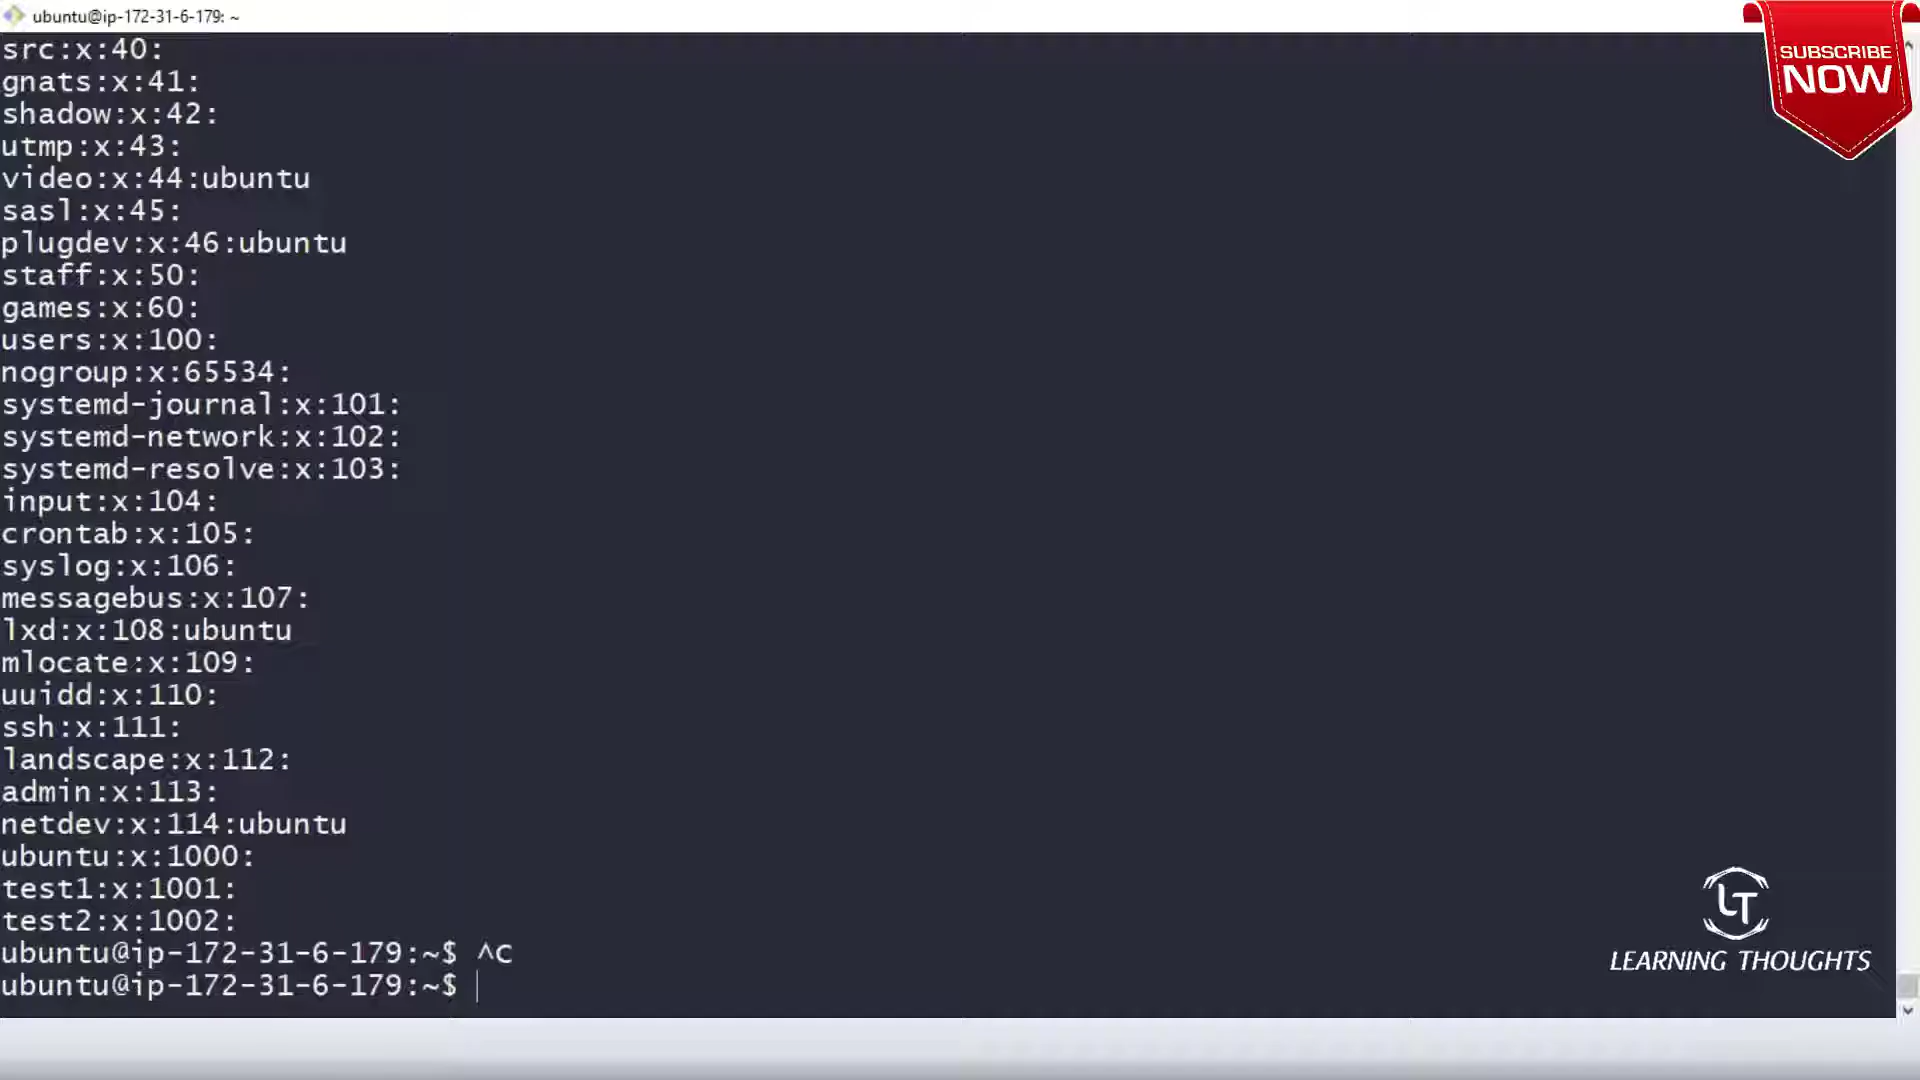 ubuntu@ip-172-31-6-179: ~
src:x:40:
gnats:x:41:
shadow:x:42:
utmp:x:43:
video:x:44:ubuntu
sasl:x:45:
plugdev:x:46:ubuntu
staff:x:50:
games:x:60:
users:x:100:
nogroup:x:65534:
systemd-journal:x:101:
systemd-network:x:102:
systemd-resolve:x:103:
input:x:104:
crontab:x:105:
syslog:x:106:
messagebus:x:107:
lxd:x:108:ubuntu
mlocate:x:109:
uuidd:x:110:
ssh:x:111:
landscape:x:112:
admin:x:113:
netdev:x:114:ubuntu
ubuntu:x:1000:
test1:x:1001:
test2:x:1002:
ubuntu@ip-172-31-6-179:~$ ^C
ubuntu@ip-172-31-6-179:~$
SUBSCRIBE
NOW
LT
LEARNING THOUGHTS